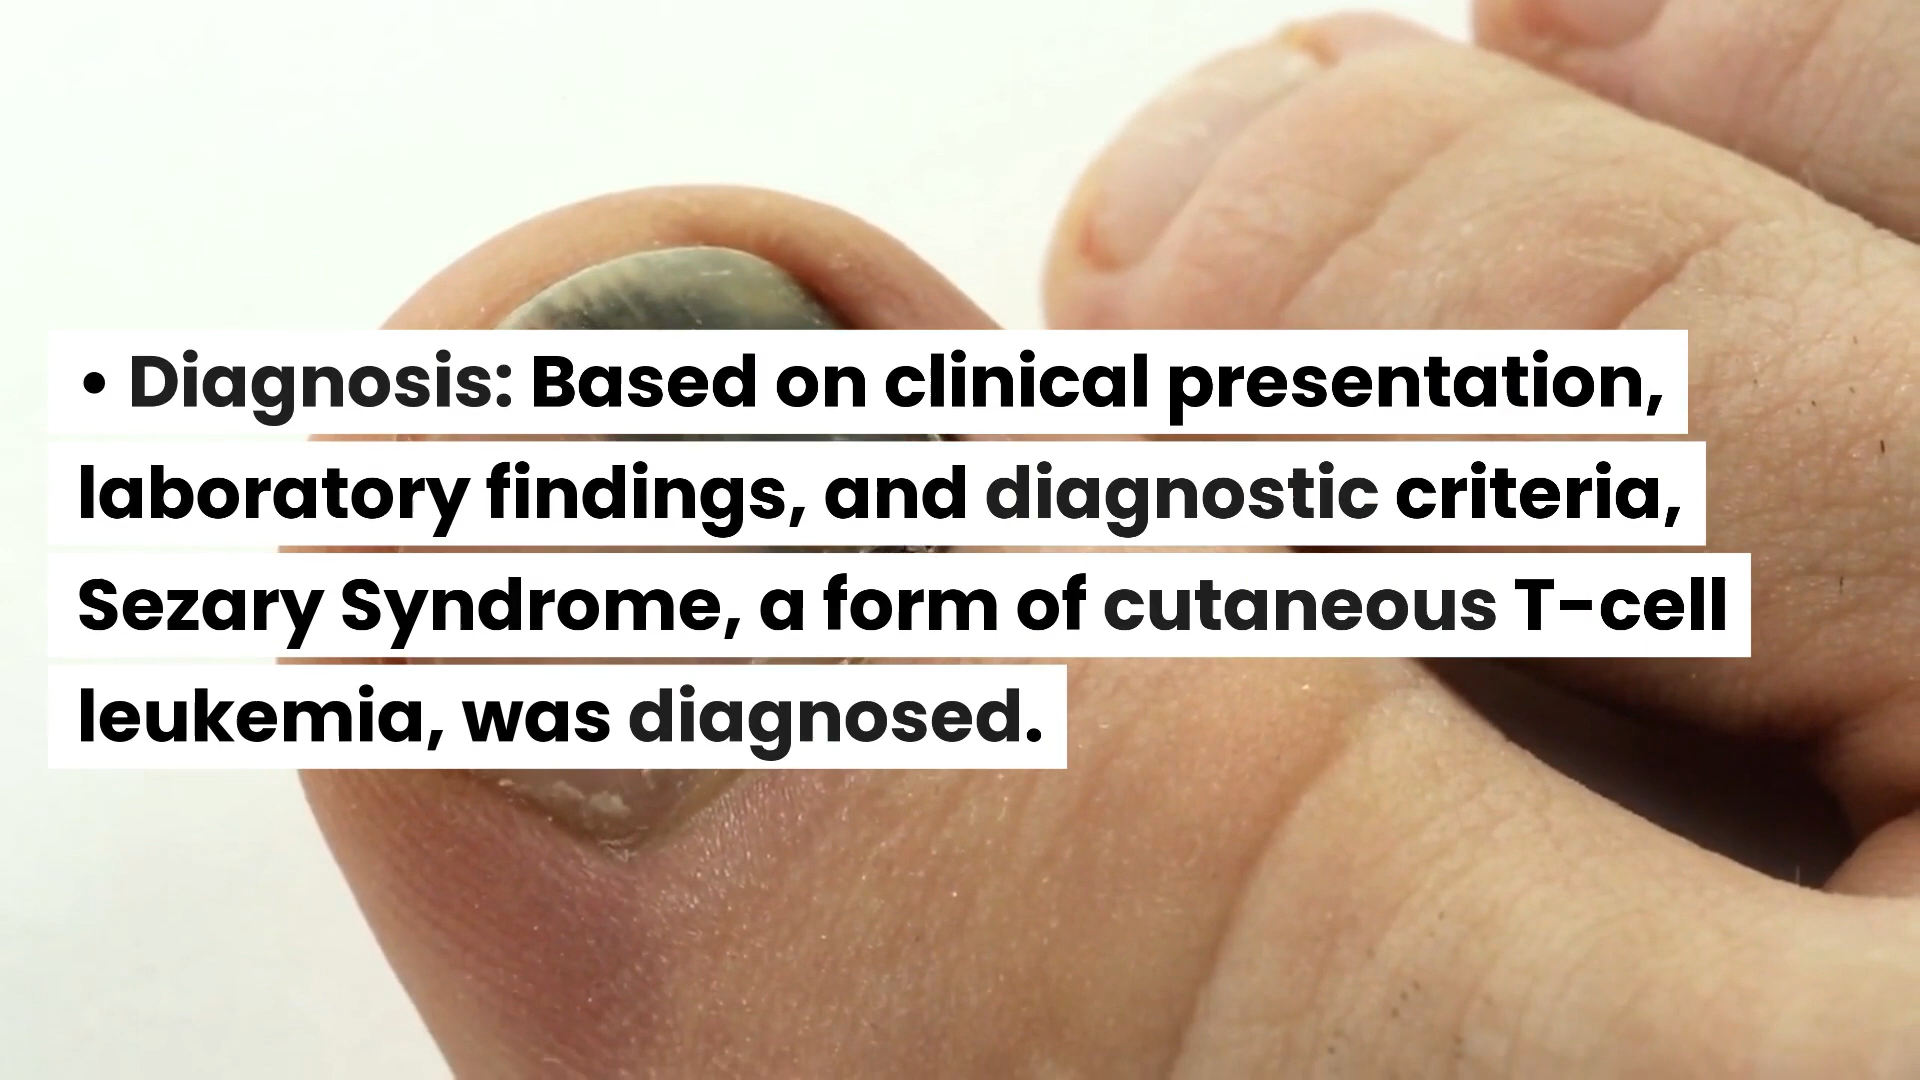 • Diagnosis: Based on clinical presentation,
laboratory findings, and diagnostic criteria,
Sezary Syndrome, a form of cutaneous T-cell
leukemia, was diagnosed.